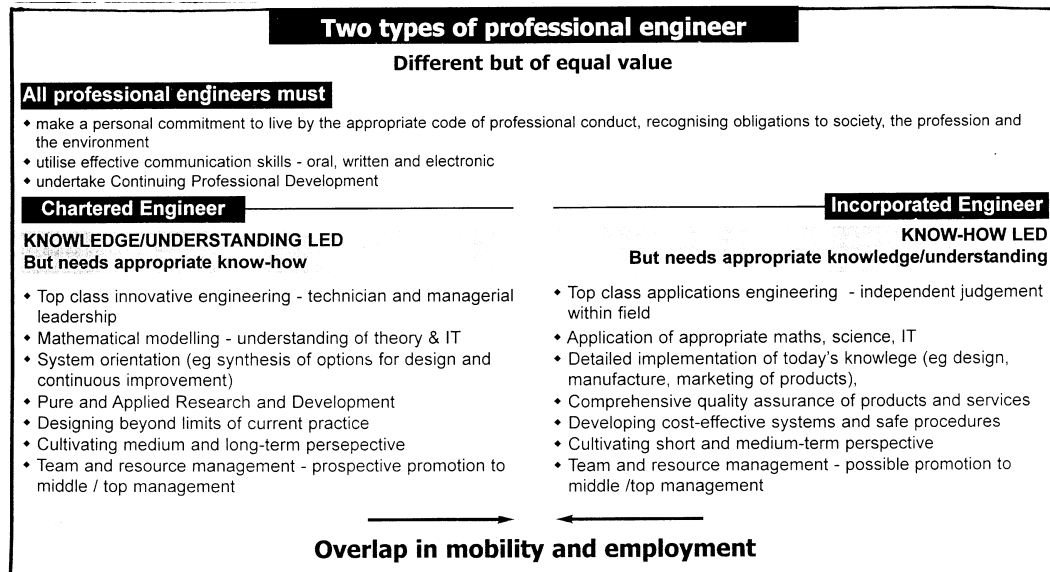 Two types of professional engineer
Different but of equal value
All professional engineers must
◆ make a personal commitment to live by the appropriate code of professional conduct, recognising obligations to society, the profession and
the environment
◆ utilise effective communication skills - oral, written and electronic
◆ undertake Continuing Professional Development
Chartered Engineer
KNOWLEDGE/UNDERSTANDING LED
But needs appropriate know-how
◆ Top class innovative engineering - technician and managerial
leadership
◆ Mathematical modelling - understanding of theory & IT
◆ System orientation (eg synthesis of options for design and
continuous improvement)
◆ Pure and Applied Research and Development
◆ Designing beyond limits of current practice
◆ Cultivating medium and long-term persepective
◆ Team and resource management - prospective promotion to
middle / top management
Incorporated Engineer
KNOW-HOW LED
But needs appropriate knowledge/understanding
◆ Top class applications engineering - independent judgement
within field
◆ Application of appropriate maths, science, IT
◆ Detailed implementation of today's knowlege (eg design,
manufacture, marketing of products),
◆ Comprehensive quality assurance of products and services
◆ Developing cost-effective systems and safe procedures
◆ Cultivating short and medium-term perspective
◆ Team and resource management - possible promotion to
middle /top management
Overlap in mobility and employment